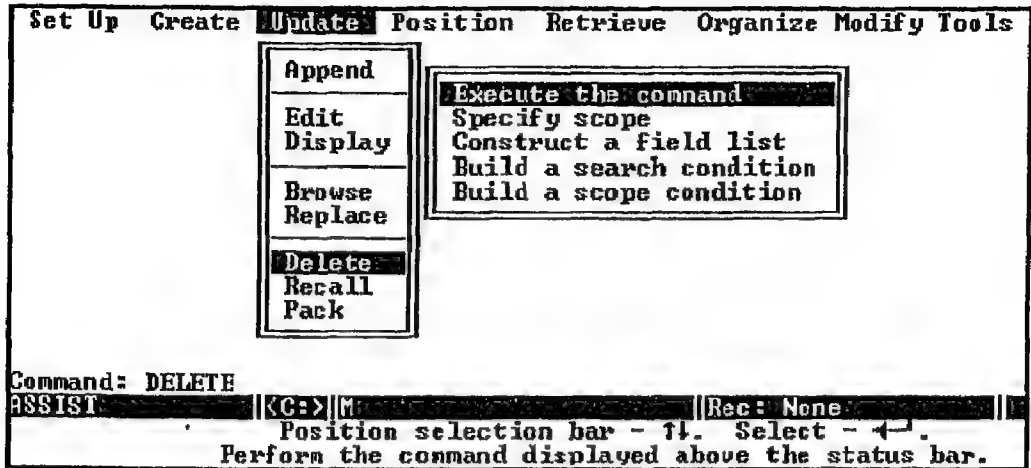 Set Up Create Update Position Retrieve Organize Modify Tools
Append
Edit
Display
Browse
Replace
Delete
Recall
Pack
Execute the command
Specify scope
Construct a field list
Build a search condition
Build a scope condition
Command: DELETE
ASSIST <C:> M Rec: None
Position selection bar - ↑↓. Select - ↵.
Perform the command displayed above the status bar.